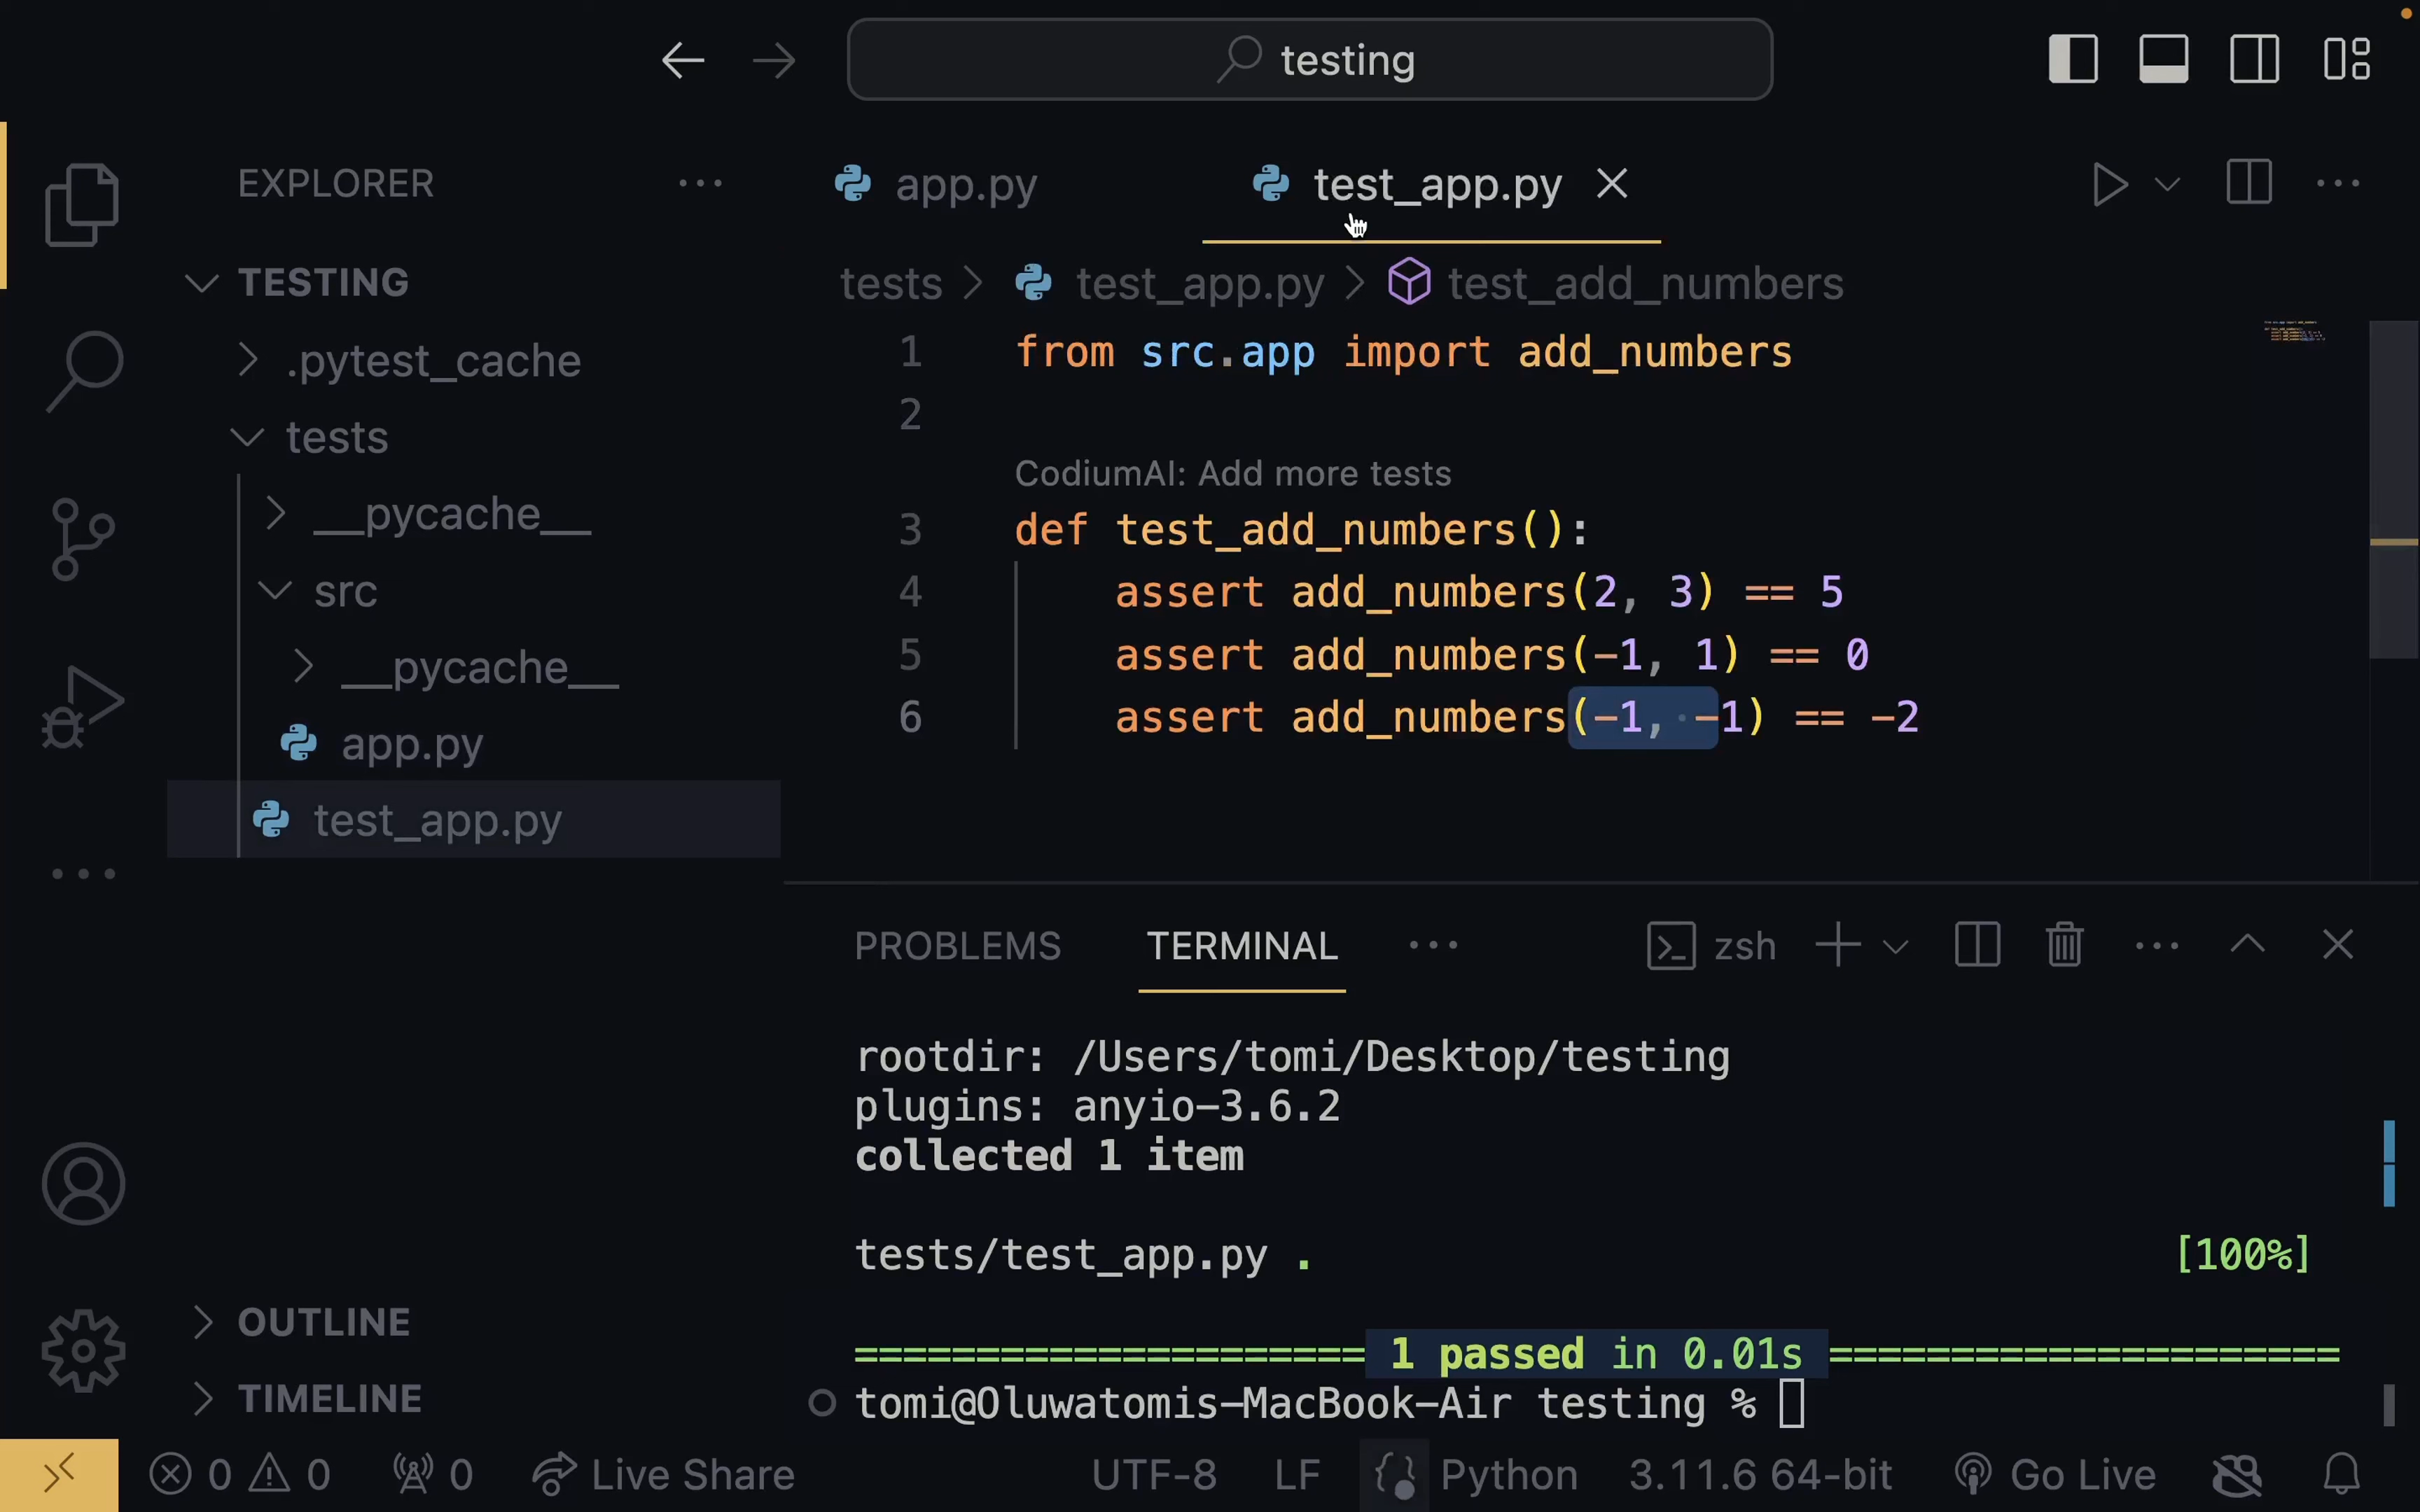 testing
EXPLORER
TESTING
.pytest_cache
tests
__pycache__
src
__pycache__
app.py
test_app.py
OUTLINE
TIMELINE
app.py
test_app.py
tests > test_app.py > test_add_numbers
1 from src.app import add_numbers
2
CodiumAI: Add more tests
3 def test_add_numbers():
4 assert add_numbers(2, 3) == 5
5 assert add_numbers(-1, 1) == 0
6 assert add_numbers(-1, -1) == -2
PROBLEMS TERMINAL zsh
rootdir: /Users/tomi/Desktop/testing
plugins: anyio-3.6.2
collected 1 item
tests/test_app.py . [100%]
====================== 1 passed in 0.01s ======================
tomi@Oluwatomis-MacBook-Air testing %
0 0 0 Live Share UTF-8 LF Python 3.11.6 64-bit Go Live